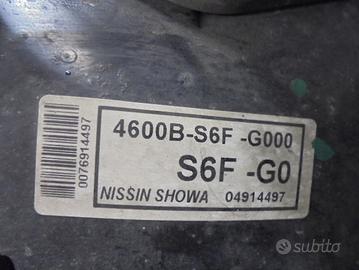 0076914497
4600B-S6F -G000
S6F -G0
NISSIN SHOWA 04914497
subito